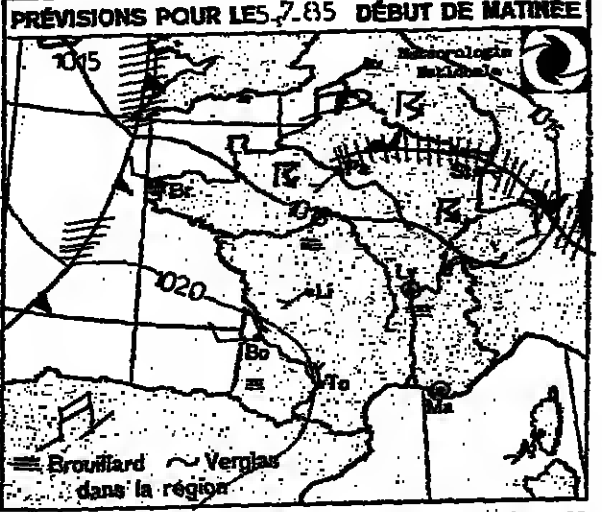 PRÉVISIONS POUR LE 5-7-85 DÉBUT DE MATINÉE
Météorologie
Nationale
1015
Br
Li
Ly
1020
Bo
To
Ma
Brouillard Verglas
dans la région